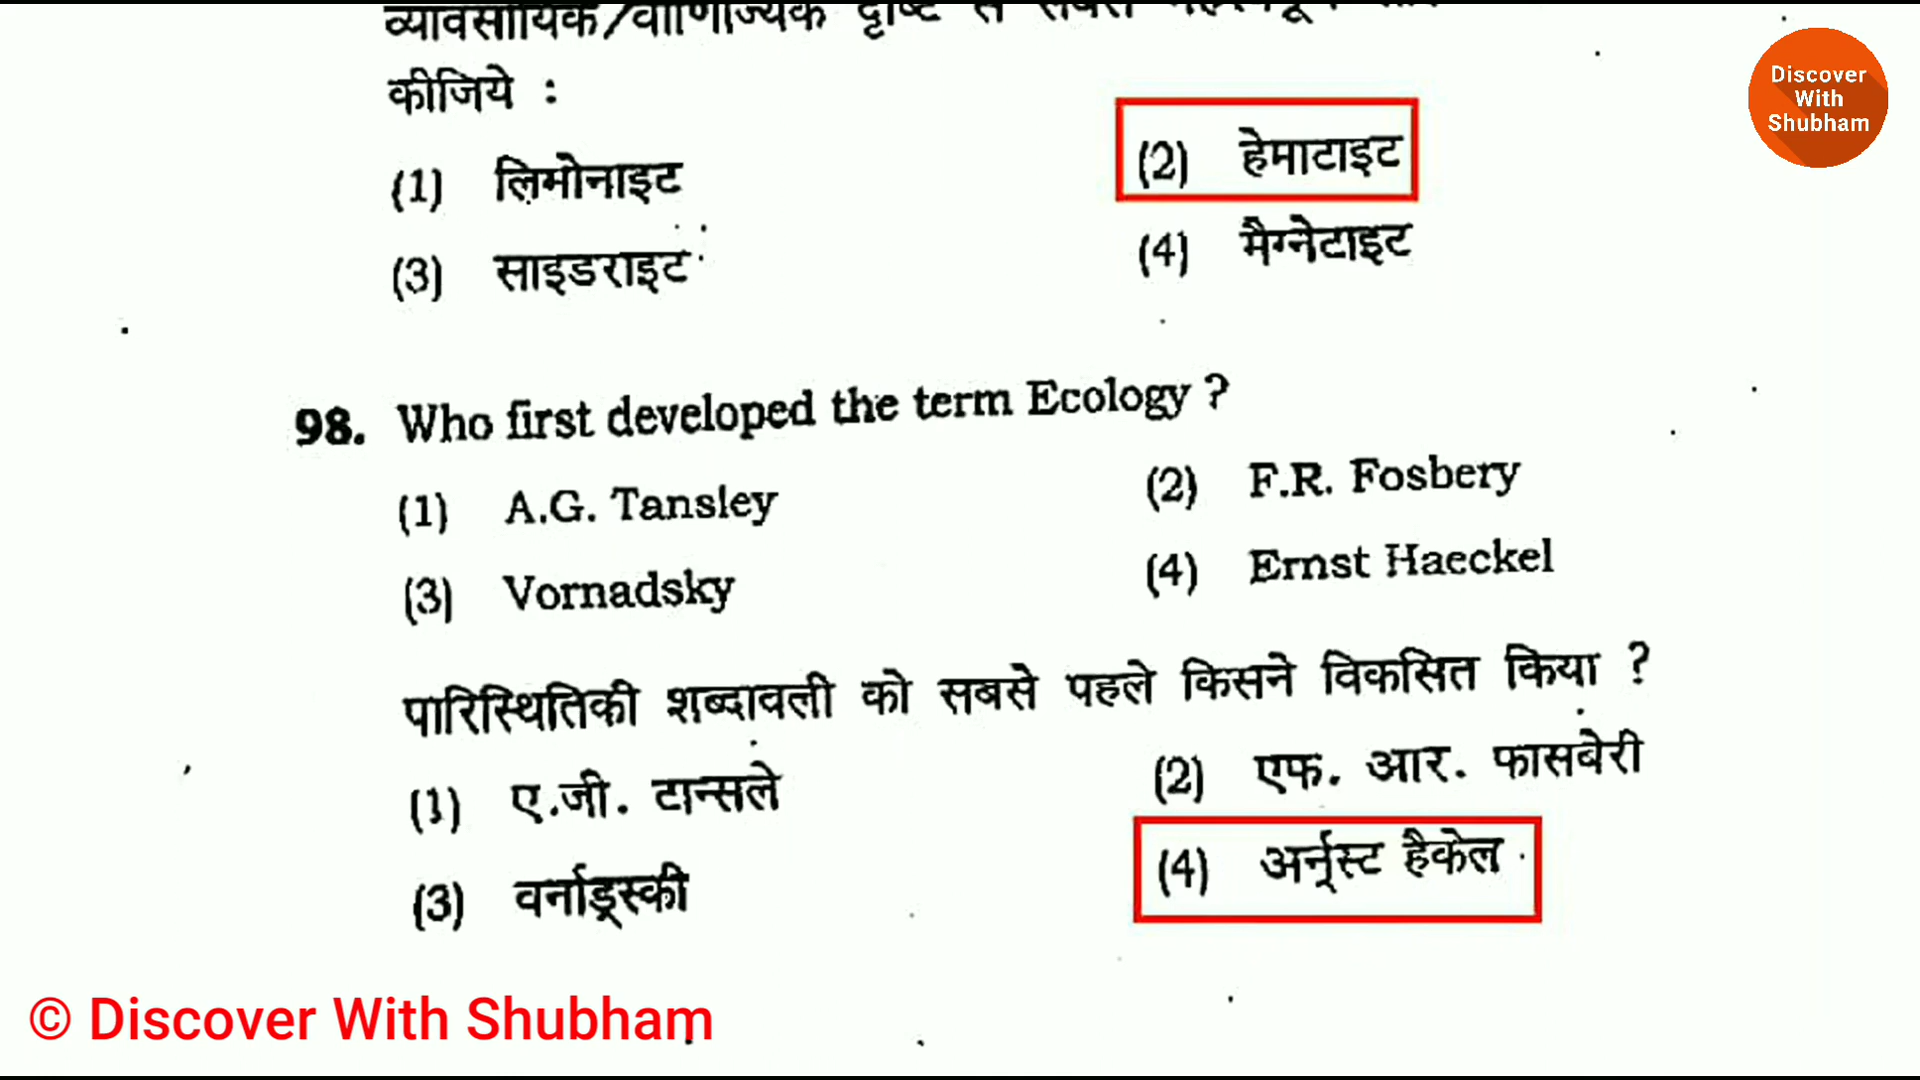 व्यावसायिक/वाणिज्यिक दृष्टि से सबसे
कीजिये :
(1) लिमोनाइट (2) हेमाटाइट
(3) साइडराइट (4) मैग्नेटाइट
98. Who first developed the term Ecology ?
(1) A.G. Tansley (2) F.R. Fosbery
(3) Vornadsky (4) Ernst Haeckel
पारिस्थितिकी शब्दावली को सबसे पहले किसने विकसित किया ?
(1) ए.जी. टान्सले (2) एफ. आर. फासबेरी
(3) वर्नाड्स्की (4) अर्न्स्ट हैकेल
Discover
With
Shubham
© Discover With Shubham